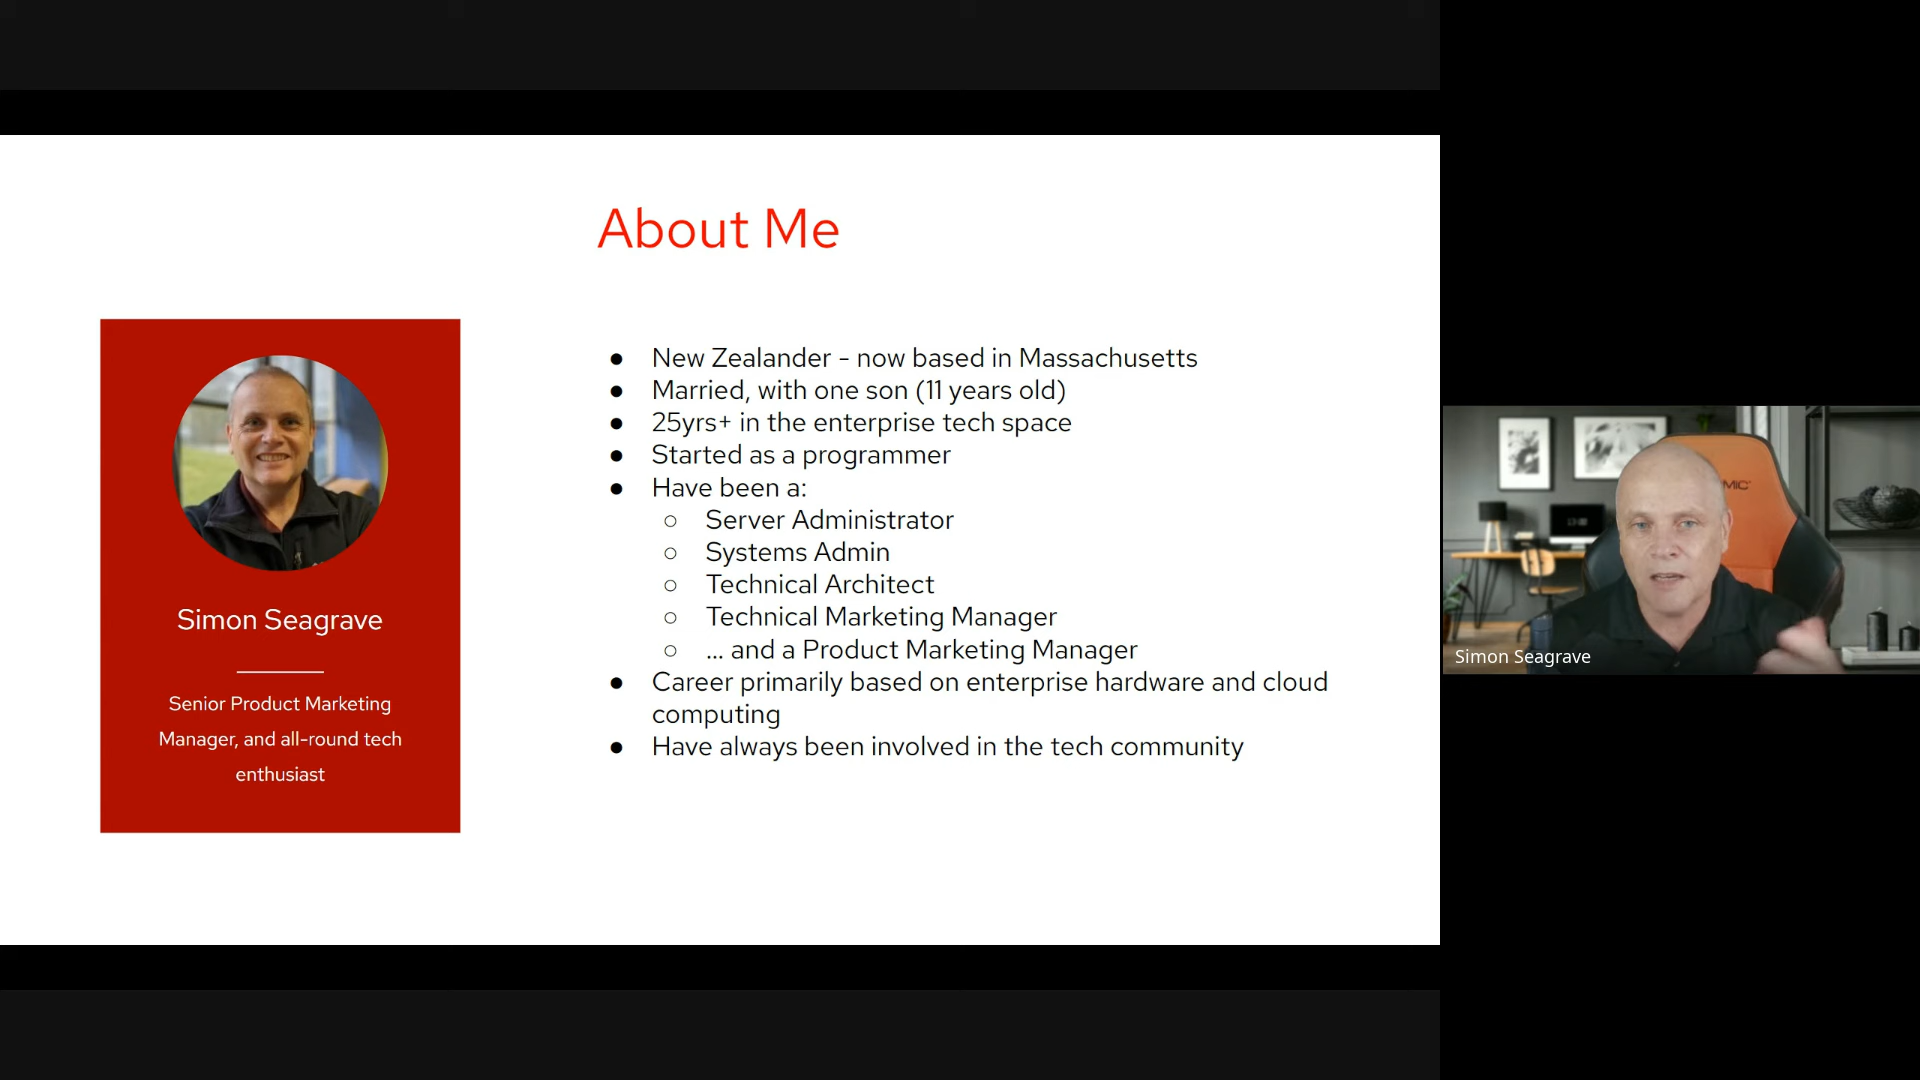 About Me
Simon Seagrave
Senior Product Marketing
Manager, and all-round tech
enthusiast
● New Zealander - now based in Massachusetts
● Married, with one son (11 years old)
● 25yrs+ in the enterprise tech space
● Started as a programmer
● Have been a:
○ Server Administrator
○ Systems Admin
○ Technical Architect
○ Technical Marketing Manager
○ ... and a Product Marketing Manager
● Career primarily based on enterprise hardware and cloud
computing
● Have always been involved in the tech community
Simon Seagrave